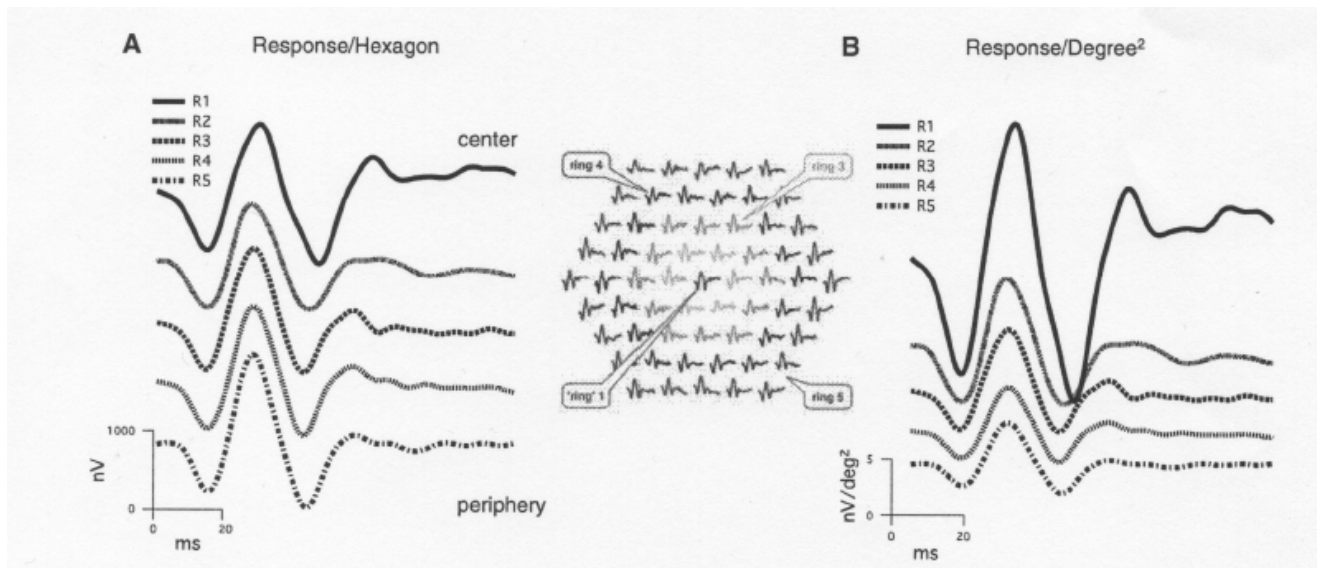 A
Response/Hexagon
R1
R2
R3
R4
R5
center
1000
nV
0
0
20
ms
periphery
ring 4
ring 3
'ring' 1
ring 5
B
Response/Degree²
R1
R2
R3
R4
R5
5
nV/deg²
0
0
20
ms